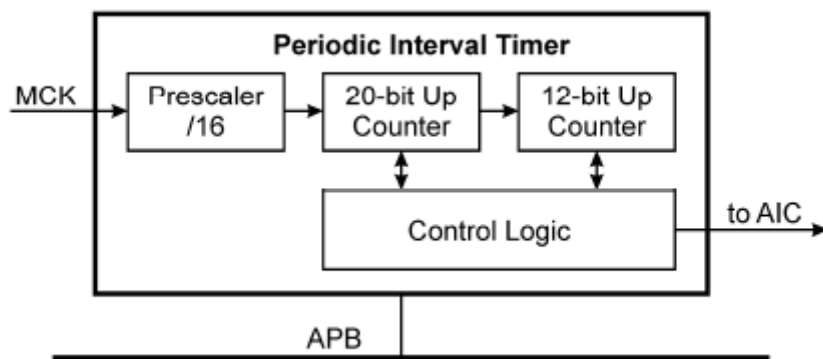 Periodic Interval Timer
MCK
Prescaler
/16
20-bit Up
Counter
12-bit Up
Counter
Control Logic
to AIC
APB